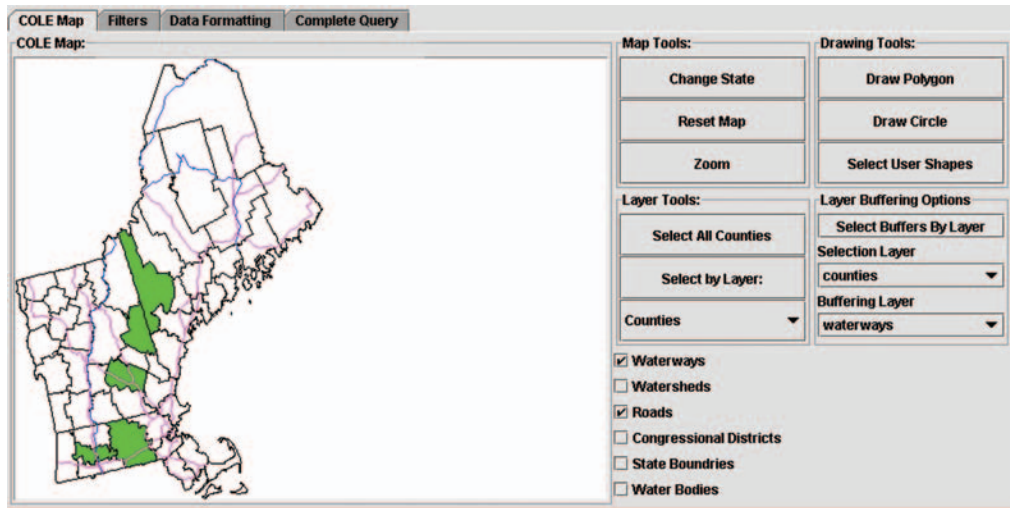 COLE Map
Filters
Data Formatting
Complete Query
COLE Map:
Map Tools:
Change State
Reset Map
Zoom
Drawing Tools:
Draw Polygon
Draw Circle
Select User Shapes
Layer Tools:
Select All Counties
Select by Layer:
Counties
Layer Buffering Options
Select Buffers By Layer
Selection Layer
counties
Buffering Layer
waterways
Waterways
Watersheds
Roads
Congressional Districts
State Boundries
Water Bodies